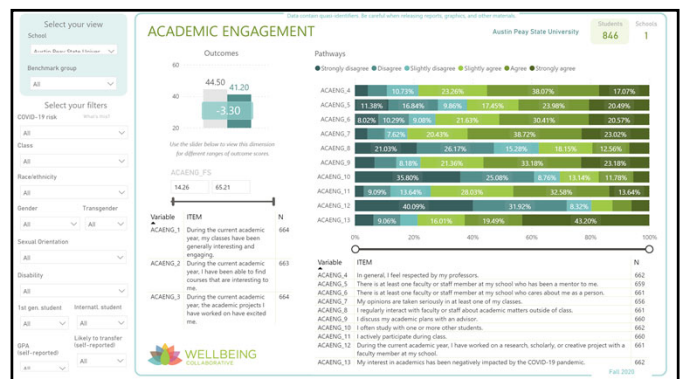 Data contain quasi-identifiers. Be careful when releasing reports, graphics, and other materials.
Select your view
School
Austin Peay State Univer...
Benchmark group
All
Select your filters
COVID-19 risk
What's this?
All
Class
All
Race/ethnicity
All
Gender Transgender
All All
Sexual Orientation
All
Disability
All
1st gen. student Internatl. student
All All
GPA (self-reported)
Likely to transfer (self-reported)
All All
ACADEMIC ENGAGEMENT
Austin Peay State University
Students Schools
846 1
Outcomes
60
40
20
44.50 41.20
-3.30
Use the slider below to view this dimension
for different ranges of outcome scores.
ACAENG_FS
14.26 65.21
Variable ITEM N
ACAENG_1 During the current academic 664
year, my classes have been
generally interesting and
engaging.
ACAENG_2 During the current academic 663
year, I have been able to find
courses that are interesting to
me.
ACAENG_3 During the current academic 664
year, the academic projects I
have worked on have excited
me.
WELLBEING
COLLABORATIVE
Pathways
Strongly disagree Disagree Slightly disagree Slightly agree Agree Strongly agree
ACAENG_4 10.73% 23.26% 38.07% 17.07%
ACAENG_5 11.38% 16.84% 9.86% 17.45% 23.98% 20.49%
ACAENG_6 8.02% 10.29% 9.08% 21.63% 30.41% 20.57%
ACAENG_7 7.62% 20.43% 38.72% 23.02%
ACAENG_8 21.03% 26.17% 15.28% 18.15% 12.56%
ACAENG_9 8.18% 21.36% 33.18% 23.18%
ACAENG_10 35.80% 25.08% 8.76% 13.14% 11.78%
ACAENG_11 9.09% 13.64% 28.03% 32.58% 13.64%
ACAENG_12 40.09% 31.92% 8.32%
ACAENG_13 9.06% 16.01% 19.49% 43.20%
0% 20% 40% 60% 80% 100%
Variable ITEM N
ACAENG_4 In general, I feel respected by my professors. 662
ACAENG_5 There is at least one faculty or staff member at my school who has been a mentor to me. 659
ACAENG_6 There is at least one faculty or staff member at my school who cares about me as a person. 661
ACAENG_7 My opinions are taken seriously in at least one of my classes. 656
ACAENG_8 I regularly interact with faculty or staff about academic matters outside of class. 661
ACAENG_9 I discuss my academic plans with an advisor. 660
ACAENG_10 I often study with one or more other students. 662
ACAENG_11 I actively participate during class. 660
ACAENG_12 During the current academic year, I have worked on a research, scholarly, or creative project with a 661
faculty member at my school.
ACAENG_13 My interest in academics has been negatively impacted by the COVID-19 pandemic. 662
Fall 2020